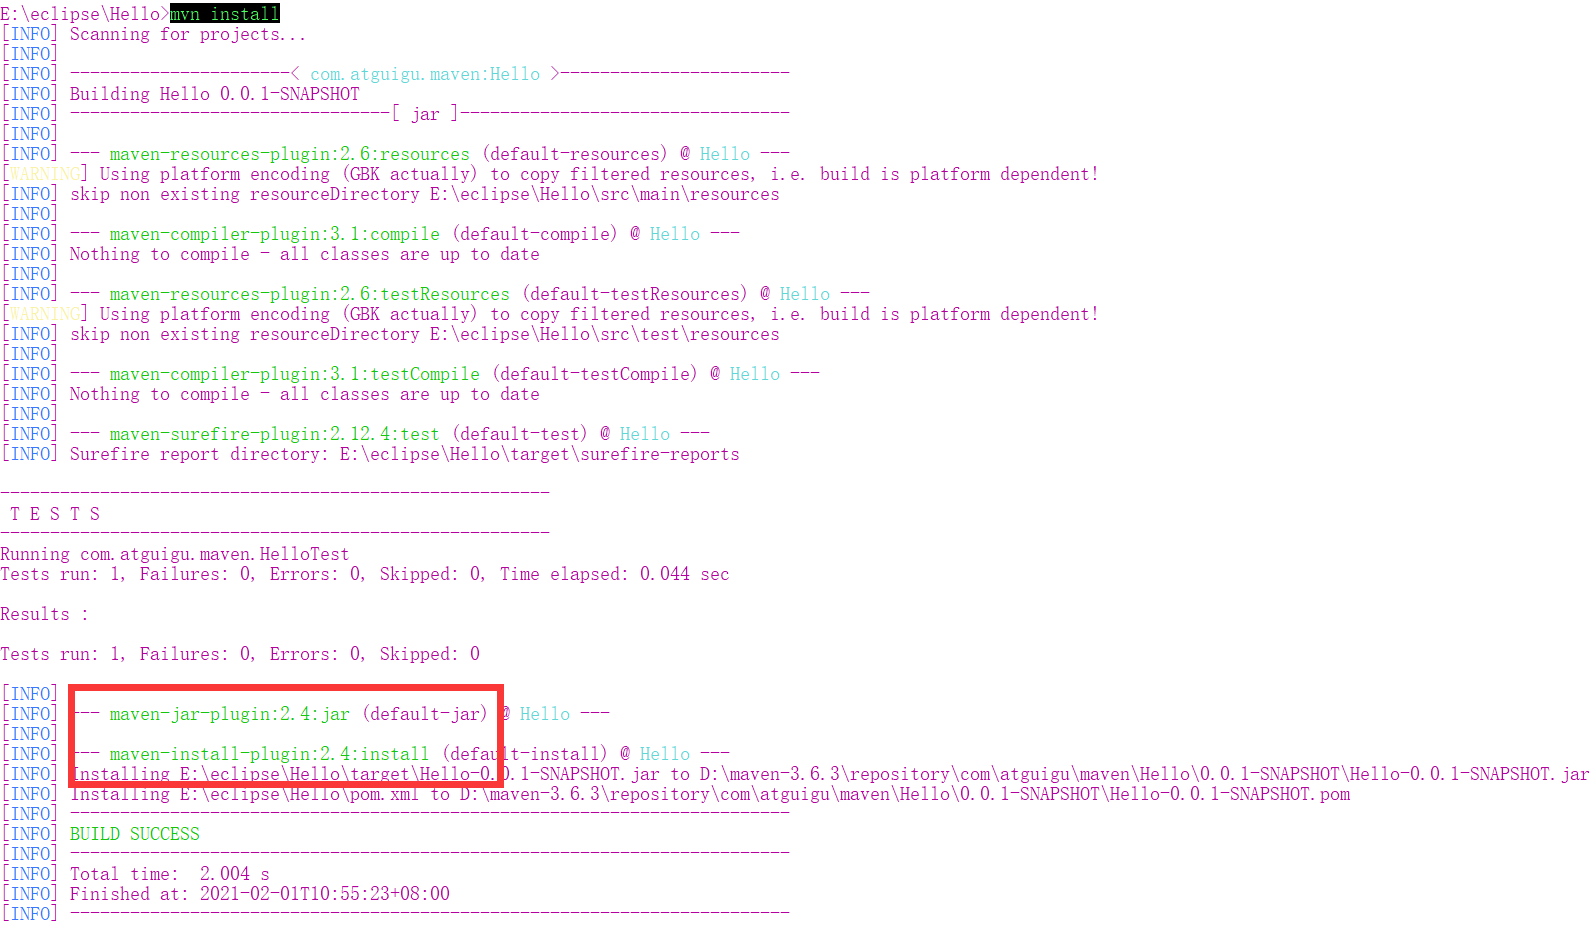 E:\eclipse\Hello>mvn install
[INFO] Scanning for projects...
[INFO]
[INFO] ----------------------< com.atguigu.maven:Hello >-----------------------
[INFO] Building Hello 0.0.1-SNAPSHOT
[INFO] --------------------------------[ jar ]---------------------------------
[INFO]
[INFO] --- maven-resources-plugin:2.6:resources (default-resources) @ Hello ---
[WARNING] Using platform encoding (GBK actually) to copy filtered resources, i.e. build is platform dependent!
[INFO] skip non existing resourceDirectory E:\eclipse\Hello\src\main\resources
[INFO]
[INFO] --- maven-compiler-plugin:3.1:compile (default-compile) @ Hello ---
[INFO] Nothing to compile - all classes are up to date
[INFO]
[INFO] --- maven-resources-plugin:2.6:testResources (default-testResources) @ Hello ---
[WARNING] Using platform encoding (GBK actually) to copy filtered resources, i.e. build is platform dependent!
[INFO] skip non existing resourceDirectory E:\eclipse\Hello\src\test\resources
[INFO]
[INFO] --- maven-compiler-plugin:3.1:testCompile (default-testCompile) @ Hello ---
[INFO] Nothing to compile - all classes are up to date
[INFO]
[INFO] --- maven-surefire-plugin:2.12.4:test (default-test) @ Hello ---
[INFO] Surefire report directory: E:\eclipse\Hello\target\surefire-reports
-------------------------------------------------------
T E S T S
-------------------------------------------------------
Running com.atguigu.maven.HelloTest
Tests run: 1, Failures: 0, Errors: 0, Skipped: 0, Time elapsed: 0.044 sec
Results :
Tests run: 1, Failures: 0, Errors: 0, Skipped: 0
[INFO]
[INFO] --- maven-jar-plugin:2.4:jar (default-jar) @ Hello ---
[INFO]
[INFO] --- maven-install-plugin:2.4:install (default-install) @ Hello ---
[INFO] Installing E:\eclipse\Hello\target\Hello-0.0.1-SNAPSHOT.jar to D:\maven-3.6.3\repository\com\atguigu\maven\Hello\0.0.1-SNAPSHOT\Hello-0.0.1-SNAPSHOT.jar
[INFO] Installing E:\eclipse\Hello\pom.xml to D:\maven-3.6.3\repository\com\atguigu\maven\Hello\0.0.1-SNAPSHOT\Hello-0.0.1-SNAPSHOT.pom
[INFO] ------------------------------------------------------------------------
[INFO] BUILD SUCCESS
[INFO] ------------------------------------------------------------------------
[INFO] Total time:  2.004 s
[INFO] Finished at: 2021-02-01T10:55:23+08:00
[INFO] ------------------------------------------------------------------------